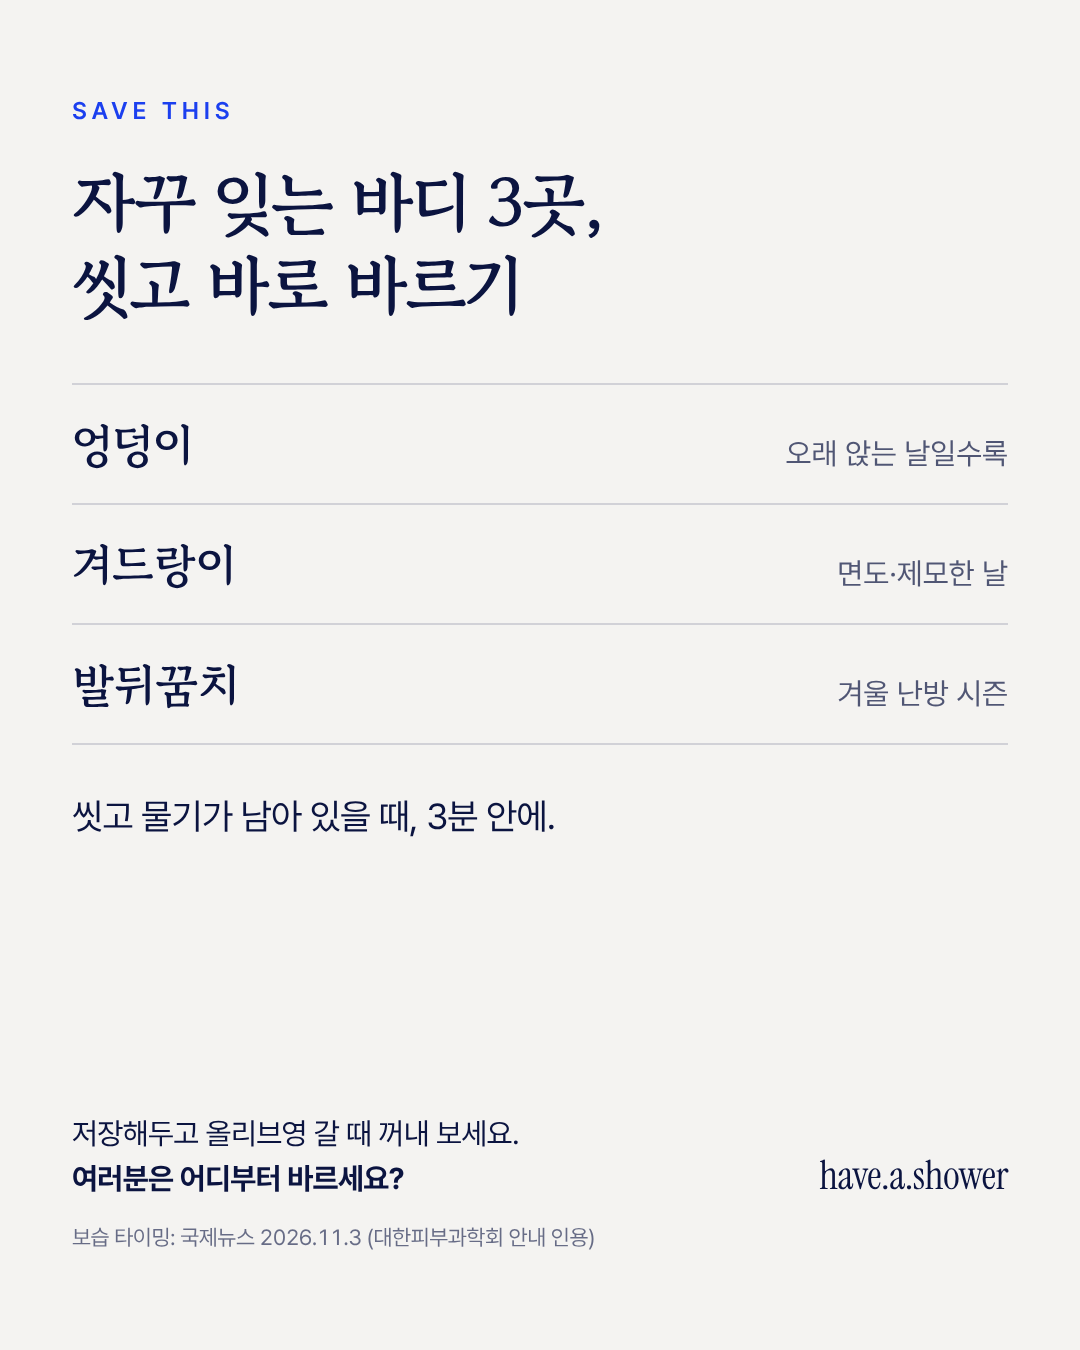 SAVE THIS
자꾸 잊는 바디 3곳,
씻고 바로 바르기
엉덩이
오래 앉는 날일수록
겨드랑이
면도·제모한 날
발뒤꿈치
겨울 난방 시즌
씻고 물기가 남아 있을 때, 3분 안에.
저장해두고 올리브영 갈 때 꺼내 보세요.
여러분은 어디부터 바르세요?
have.a.shower
보습 타이밍: 국제뉴스 2026.11.3 (대한피부과학회 안내 인용)